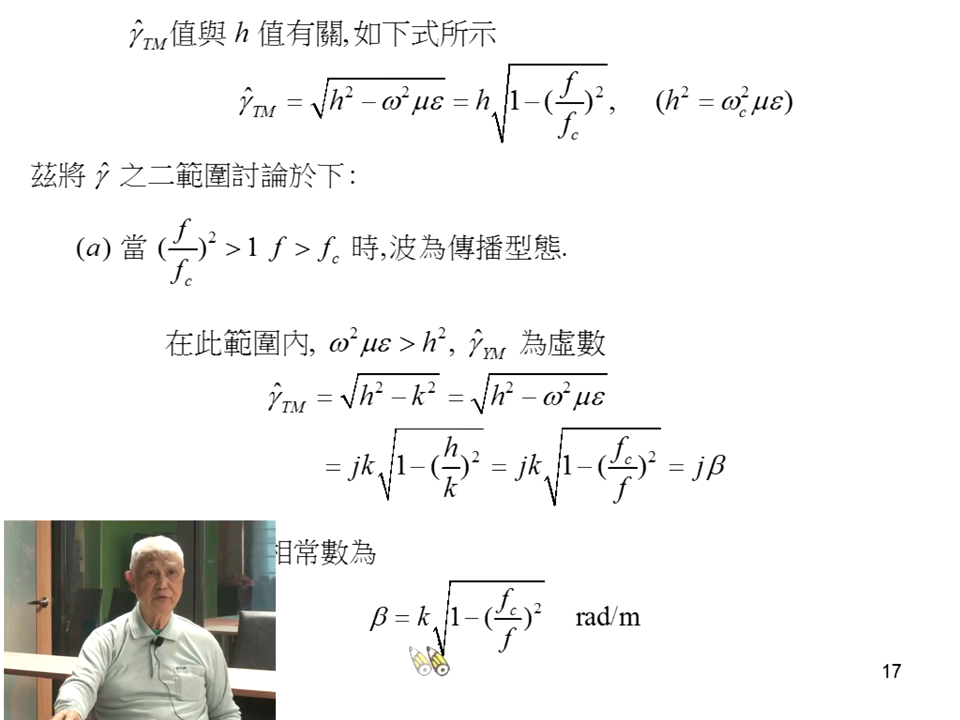 γ̂_TM值與 h 值有關,如下式所示
γ̂_TM = √(h² − ω²με) = h√(1−(f/f_c)²), (h² = ω_c²με)
茲將 γ̂ 之二範圍討論於下:
(a) 當 (f/f_c)² > 1 f > f_c 時,波為傳播型態.
在此範圍內, ω²με > h², γ̂_YM 為虛數
γ̂_TM = √(h² − k²) = √(h² − ω²με)
= jk√(1−(h/k)²) = jk√(1−(f_c/f)²) = jβ
相常數為
β = k√(1−(f_c/f)²) rad/m
17